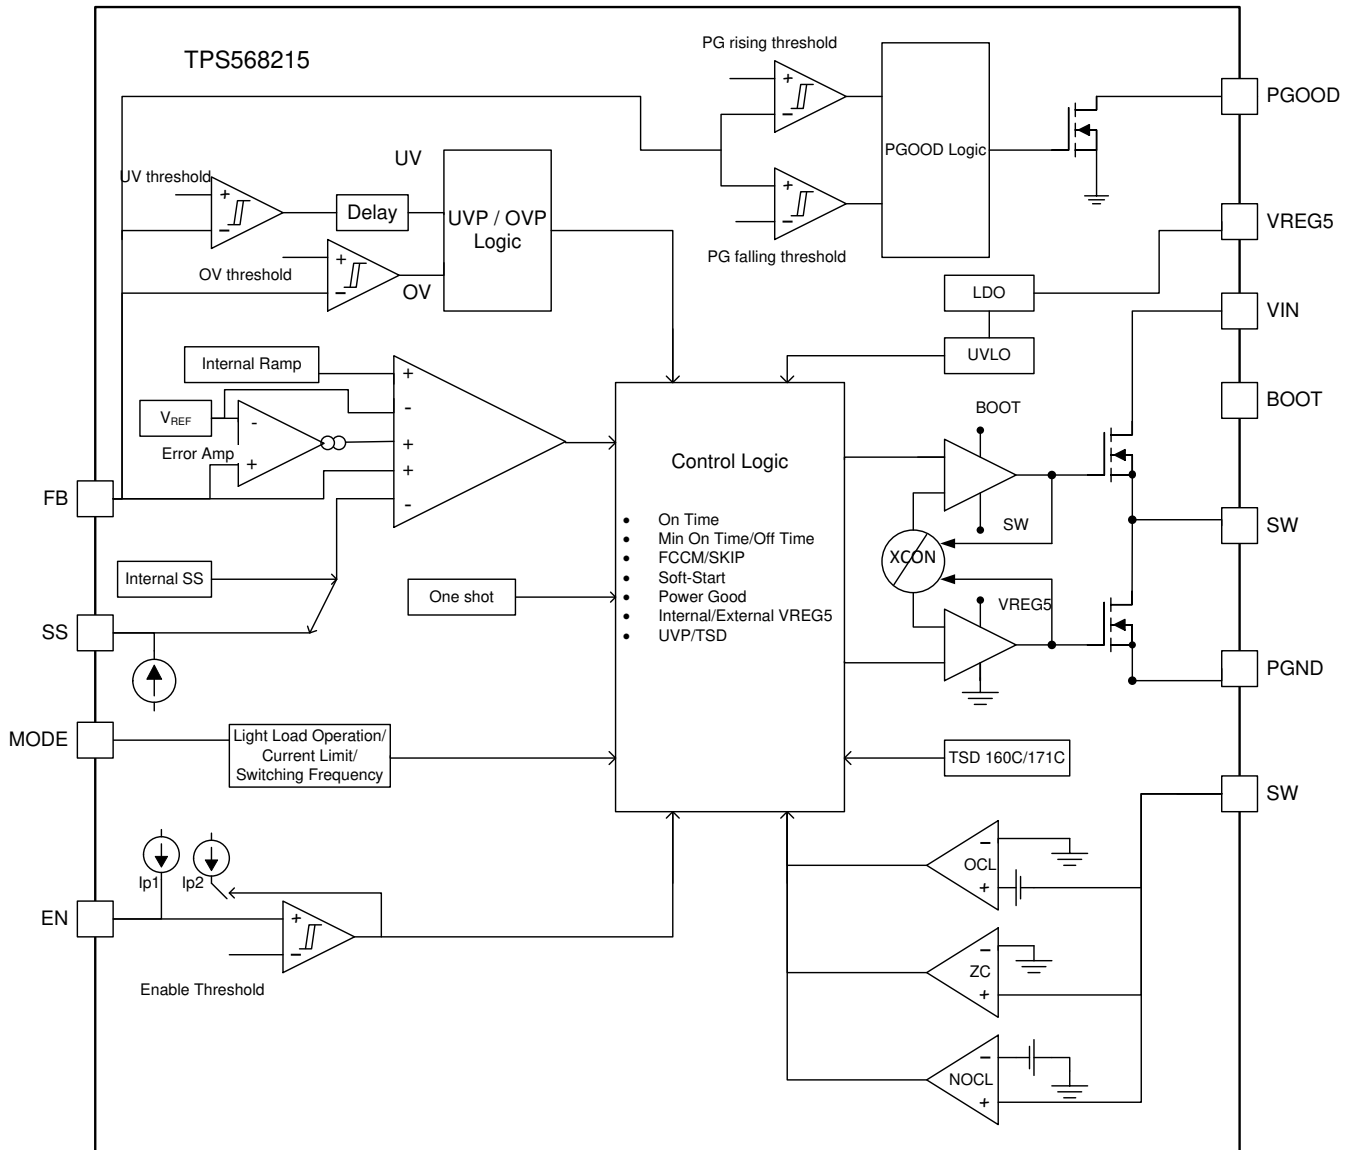 TPS568215
PG rising threshold
+
−
PGOOD Logic
+
−
PG falling threshold
PGOOD
VREG5
VIN
BOOT
SW
PGND
SW
UV threshold
+
−
Delay
UV
UVP / OVP
Logic
OV threshold
+
−
OV
LDO
UVLO
Internal Ramp
VREF
-
+
Error Amp
+
-
+
+
-
FB
Internal SS
SS
One shot
MODE
Light Load Operation/
Current Limit/
Switching Frequency
Control Logic
• On Time
• Min On Time/Off Time
• FCCM/SKIP
• Soft-Start
• Power Good
• Internal/External VREG5
• UVP/TSD
BOOT
SW
XCON
VREG5
TSD 160C/171C
Ip1
Ip2
EN
+
−
Enable Threshold
−
OCL
+
−
ZC
+
−
NOCL
+